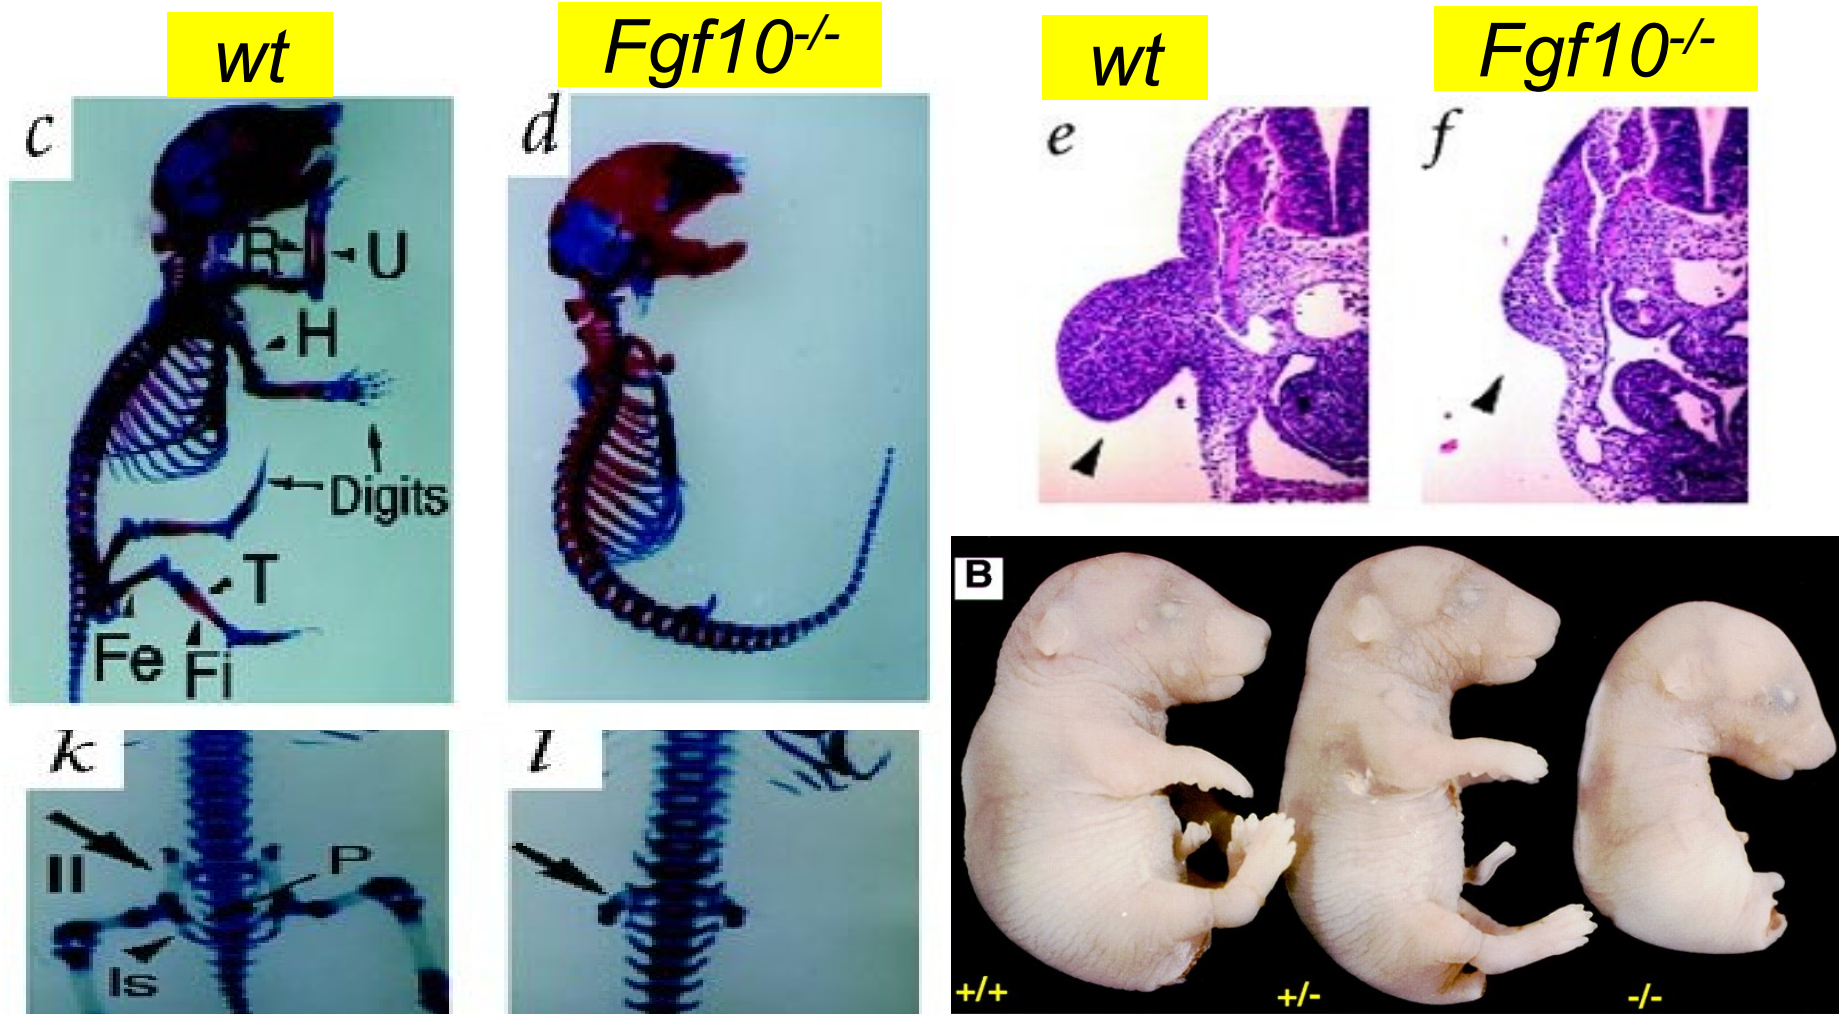 wt
Fgf10-/-
wt
Fgf10-/-
c
R
U
H
Digits
T
Fe
Fi
d
e
f
k
Il
P
Is
l
B
+/+
+/-
-/-